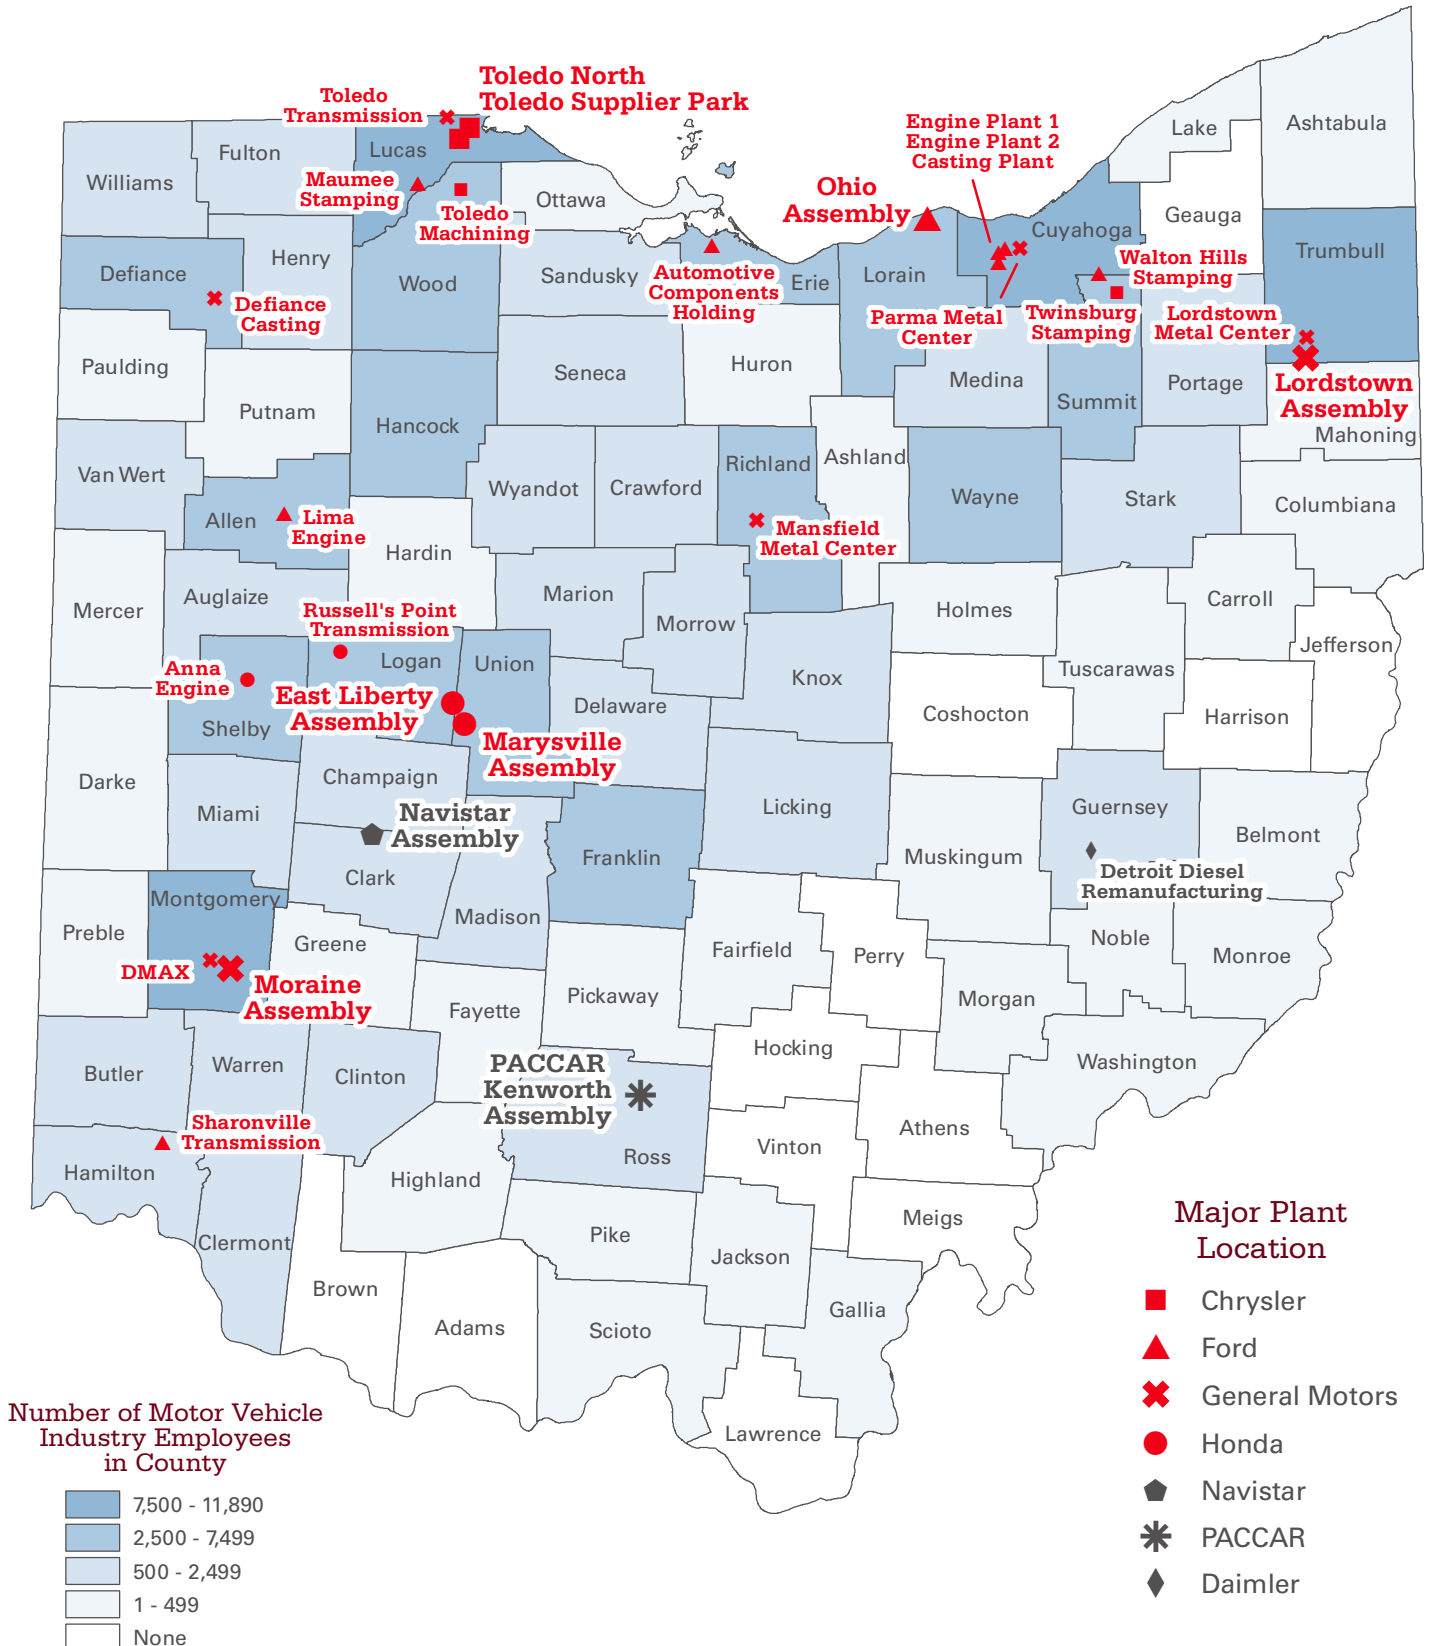 Toledo North
Toledo Supplier Park
Toledo
Transmission
Engine Plant 1
Engine Plant 2
Casting Plant
Lake
Ashtabula
Fulton
Lucas
Williams
Maumee
Stamping
Toledo
Machining
Ottawa
Ohio
Assembly
Geauga
Cuyahoga
Trumbull
Henry
Defiance
Wood
Sandusky
Automotive
Components
Holding
Erie
Lorain
Walton Hills
Stamping
Defiance
Casting
Parma Metal
Center
Twinsburg
Stamping
Lordstown
Metal Center
Paulding
Putnam
Seneca
Huron
Medina
Summit
Portage
Lordstown
Assembly
Mahoning
Hancock
Van Wert
Wyandot
Crawford
Richland
Ashland
Wayne
Stark
Columbiana
Allen
Lima
Engine
Mansfield
Metal Center
Hardin
Mercer
Auglaize
Russell's Point
Transmission
Marion
Morrow
Holmes
Carroll
Jefferson
Anna
Engine
Logan
Union
Knox
Tuscarawas
East Liberty
Assembly
Shelby
Delaware
Coshocton
Harrison
Marysville
Assembly
Darke
Miami
Champaign
Navistar
Assembly
Licking
Guernsey
Belmont
Franklin
Muskingum
Detroit Diesel
Remanufacturing
Clark
Montgomery
Madison
Preble
Greene
Fairfield
Perry
Noble
Monroe
DMAX
Moraine
Assembly
Fayette
Pickaway
Morgan
Hocking
Washington
Butler
Warren
Clinton
PACCAR
Kenworth
Assembly
Sharonville
Transmission
Athens
Vinton
Ross
Hamilton
Highland
Meigs
Clermont
Pike
Jackson
Brown
Adams
Scioto
Gallia
Lawrence
Major Plant
Location
Chrysler
Ford
General Motors
Honda
Navistar
PACCAR
Daimler
Number of Motor Vehicle
Industry Employees
in County
7,500 - 11,890
2,500 - 7,499
500 - 2,499
1 - 499
None